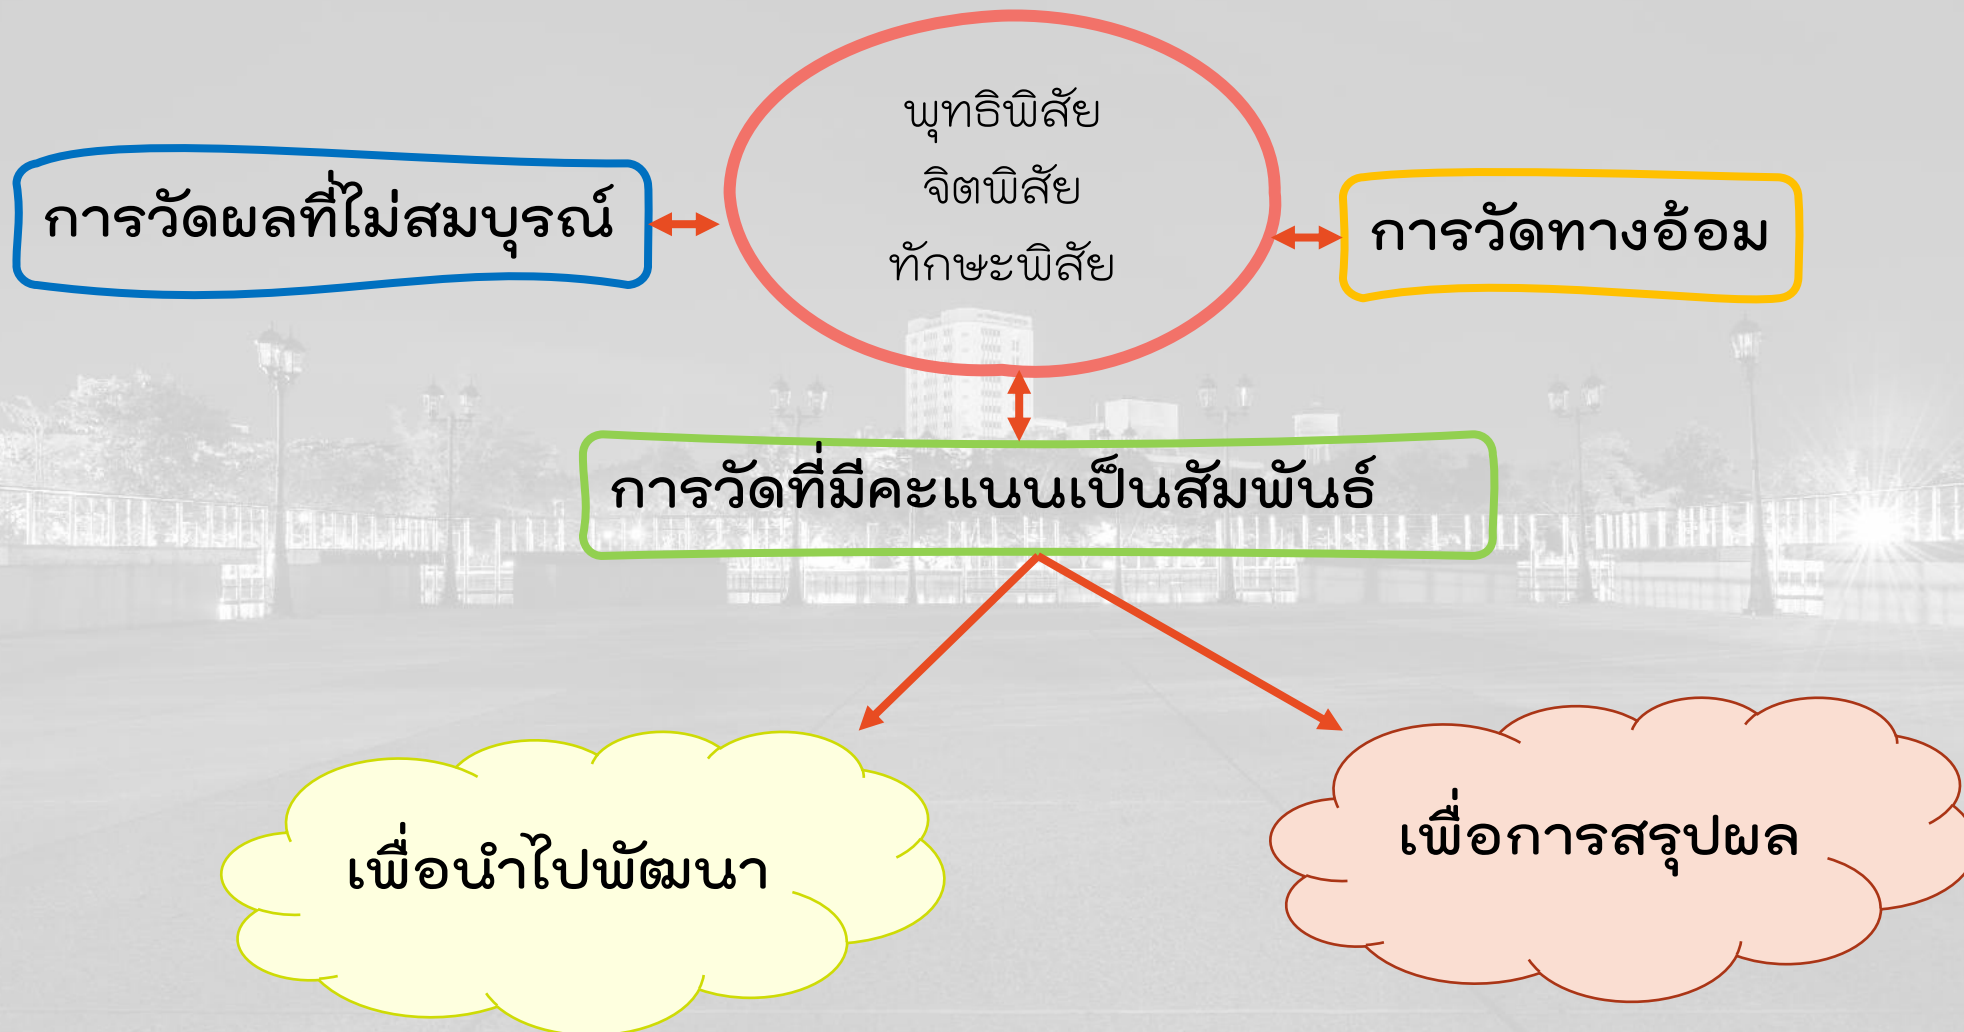 พุทธิพิสัย
จิตพิสัย
ทักษะพิสัย
การวัดผลที่ไม่สมบุรณ์
การวัดทางอ้อม
การวัดที่มีคะแนนเป็นสัมพันธ์
เพื่อนำไปพัฒนา
เพื่อการสรุปผล